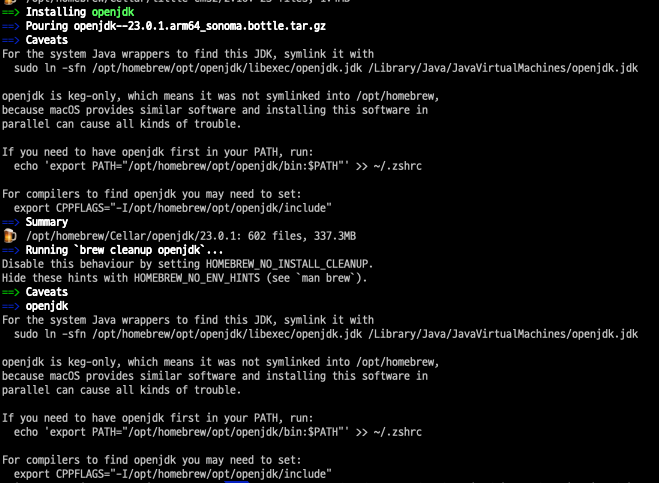 /opt/homebrew/Cellar/little-cms2/2.16: 23 files, 1.4MB
==> Installing openjdk
==> Pouring openjdk--23.0.1.arm64_sonoma.bottle.tar.gz
==> Caveats
For the system Java wrappers to find this JDK, symlink it with
  sudo ln -sfn /opt/homebrew/opt/openjdk/libexec/openjdk.jdk /Library/Java/JavaVirtualMachines/openjdk.jdk
openjdk is keg-only, which means it was not symlinked into /opt/homebrew,
because macOS provides similar software and installing this software in
parallel can cause all kinds of trouble.
If you need to have openjdk first in your PATH, run:
  echo 'export PATH="/opt/homebrew/opt/openjdk/bin:$PATH"' >> ~/.zshrc
For compilers to find openjdk you may need to set:
  export CPPFLAGS="-I/opt/homebrew/opt/openjdk/include"
==> Summary
/opt/homebrew/Cellar/openjdk/23.0.1: 602 files, 337.3MB
==> Running `brew cleanup openjdk`...
Disable this behaviour by setting HOMEBREW_NO_INSTALL_CLEANUP.
Hide these hints with HOMEBREW_NO_ENV_HINTS (see `man brew`).
==> Caveats
==> openjdk
For the system Java wrappers to find this JDK, symlink it with
  sudo ln -sfn /opt/homebrew/opt/openjdk/libexec/openjdk.jdk /Library/Java/JavaVirtualMachines/openjdk.jdk
openjdk is keg-only, which means it was not symlinked into /opt/homebrew,
because macOS provides similar software and installing this software in
parallel can cause all kinds of trouble.
If you need to have openjdk first in your PATH, run:
  echo 'export PATH="/opt/homebrew/opt/openjdk/bin:$PATH"' >> ~/.zshrc
For compilers to find openjdk you may need to set:
  export CPPFLAGS="-I/opt/homebrew/opt/openjdk/include"